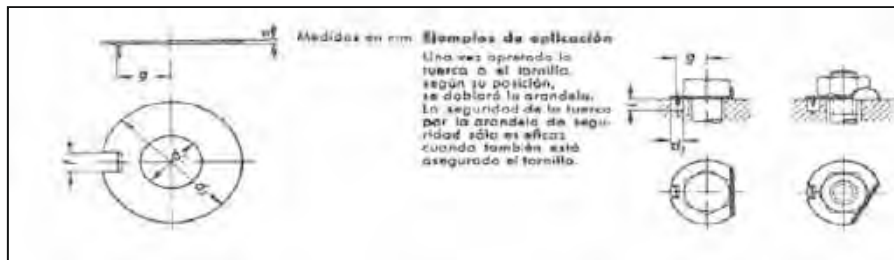 Medidas en mm
Ejemplos de aplicación
Una vez apretada la
tuerca o el tornillo,
según su posición,
se doblará la arandela.
La seguridad de la tuerca
por la arandela de segu-
ridad sólo es eficaz
cuando también está
asegurado el tornillo.
g
f
g
t